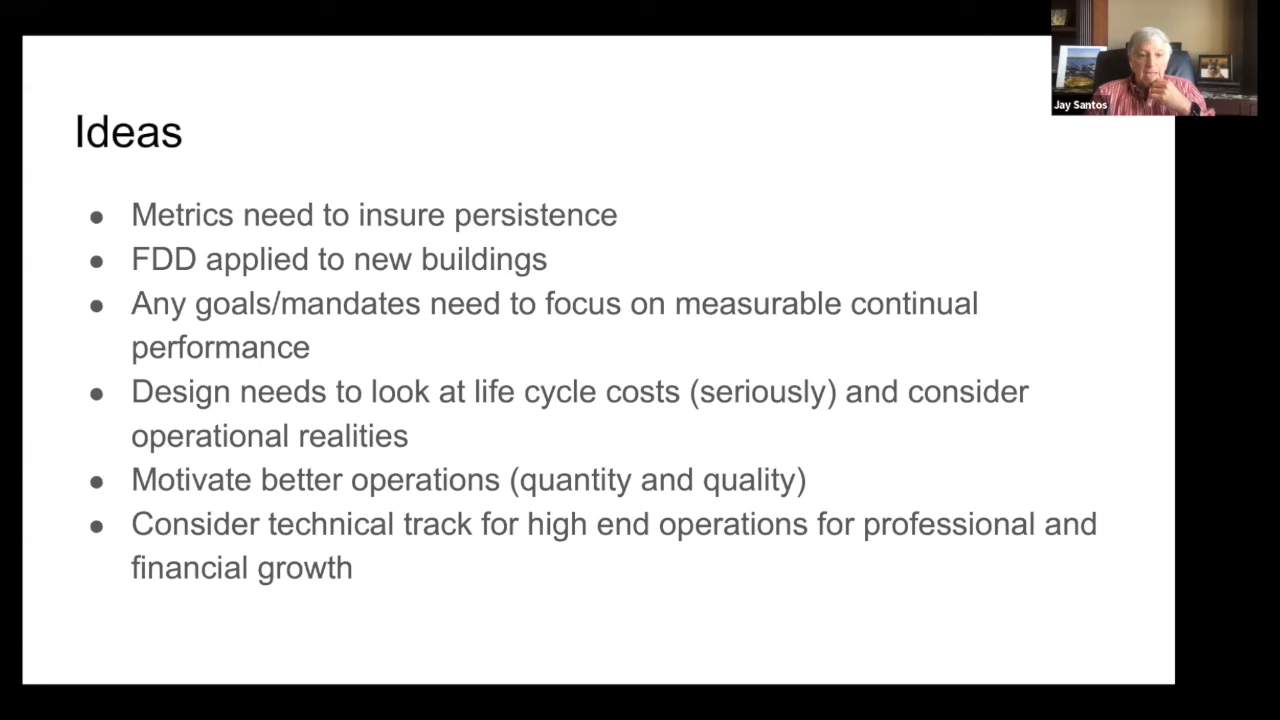 Jay Santos
Ideas
● Metrics need to insure persistence
● FDD applied to new buildings
● Any goals/mandates need to focus on measurable continual
performance
● Design needs to look at life cycle costs (seriously) and consider
operational realities
● Motivate better operations (quantity and quality)
● Consider technical track for high end operations for professional and
financial growth